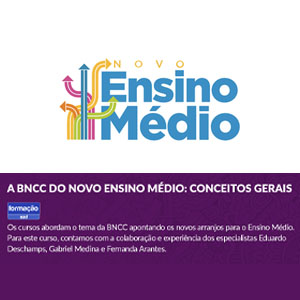 NOVO
Ensino
Médio
A BNCC DO NOVO ENSINO MÉDIO: CONCEITOS GERAIS
formação
Os cursos abordam o tema da BNCC apontando os novos arranjos para o Ensino Médio.
Para este curso, contamos com a colaboração e experiência dos especialistas Eduardo
Deschamps, Gabriel Medina e Fernanda Arantes.